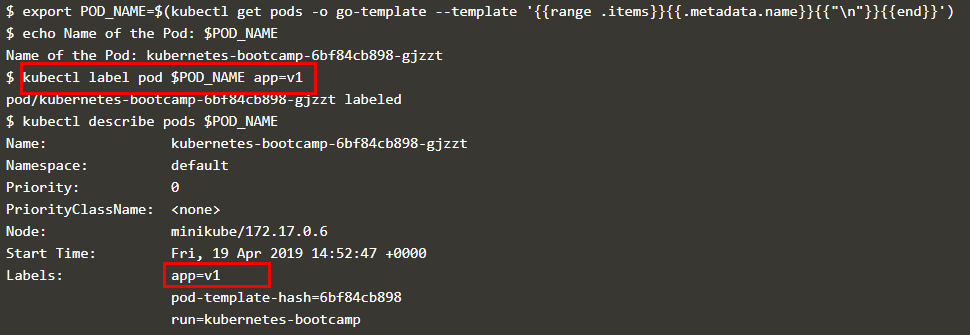 $ export POD_NAME=$(kubectl get pods -o go-template --template '{{range .items}}{{.metadata.name}}{{"\n"}}{{end}}')
$ echo Name of the Pod: $POD_NAME
Name of the Pod: kubernetes-bootcamp-6bf84cb898-gjzzt
$ kubectl label pod $POD_NAME app=v1
pod/kubernetes-bootcamp-6bf84cb898-gjzzt labeled
$ kubectl describe pods $POD_NAME
Name:               kubernetes-bootcamp-6bf84cb898-gjzzt
Namespace:          default
Priority:           0
PriorityClassName:  <none>
Node:               minikube/172.17.0.6
Start Time:         Fri, 19 Apr 2019 14:52:47 +0000
Labels:             app=v1
                    pod-template-hash=6bf84cb898
                    run=kubernetes-bootcamp